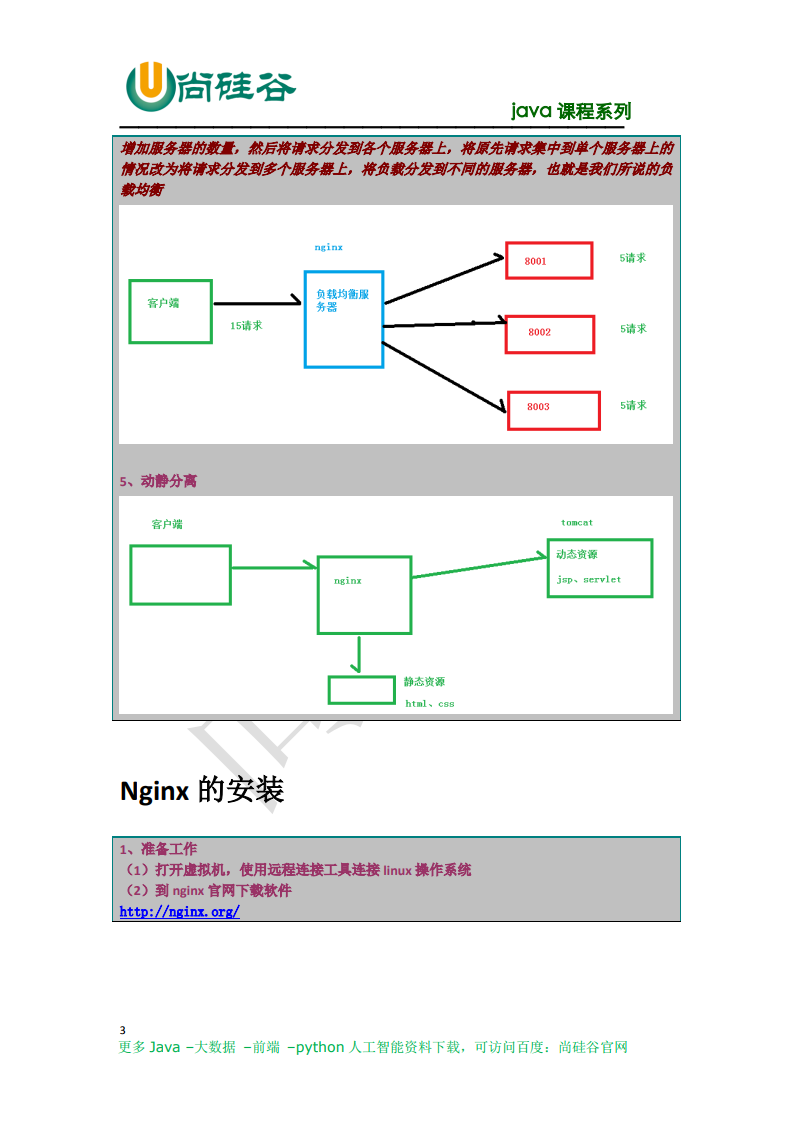 尚硅谷
java 课程系列
增加服务器的数量，然后将请求分发到各个服务器上，将原先请求集中到单个服务器上的
情况改为将请求分发到多个服务器上，将负载分发到不同的服务器，也就是我们所说的负
载均衡
nginx
8001
5请求
客户端
负载均衡服
务器
15请求
8002
5请求
8003
5请求
5、动静分离
客户端
tomcat
动态资源
jsp、servlet
nginx
静态资源
html、css
Nginx 的安装
1、准备工作
（1）打开虚拟机，使用远程连接工具连接 linux 操作系统
（2）到 nginx 官网下载软件
http://nginx.org/
3
更多 Java –大数据 –前端 –python 人工智能资料下载，可访问百度：尚硅谷官网